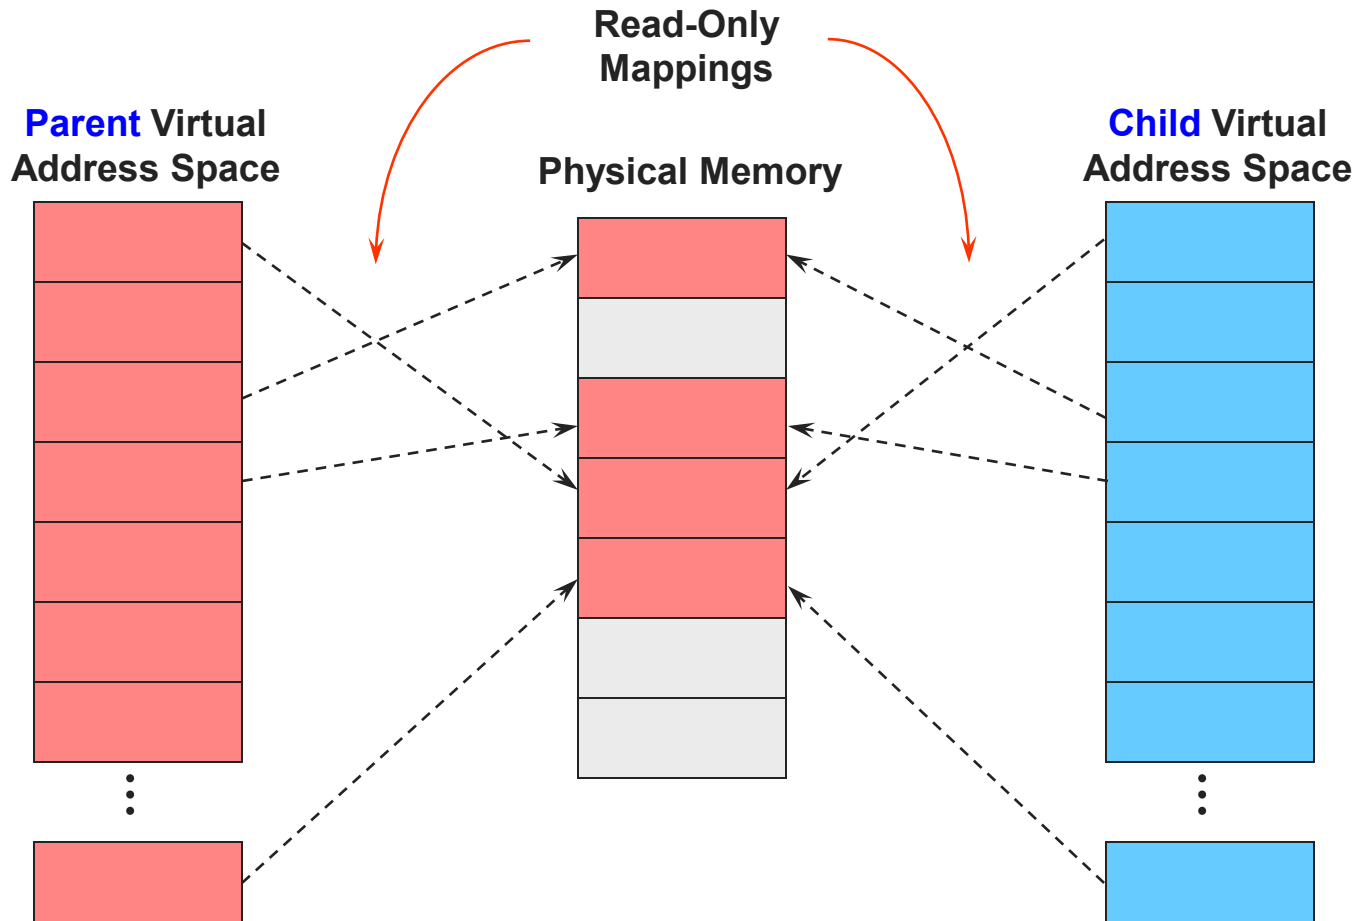 Read-Only
Mappings
Parent Virtual
Address Space
Physical Memory
Child Virtual
Address Space